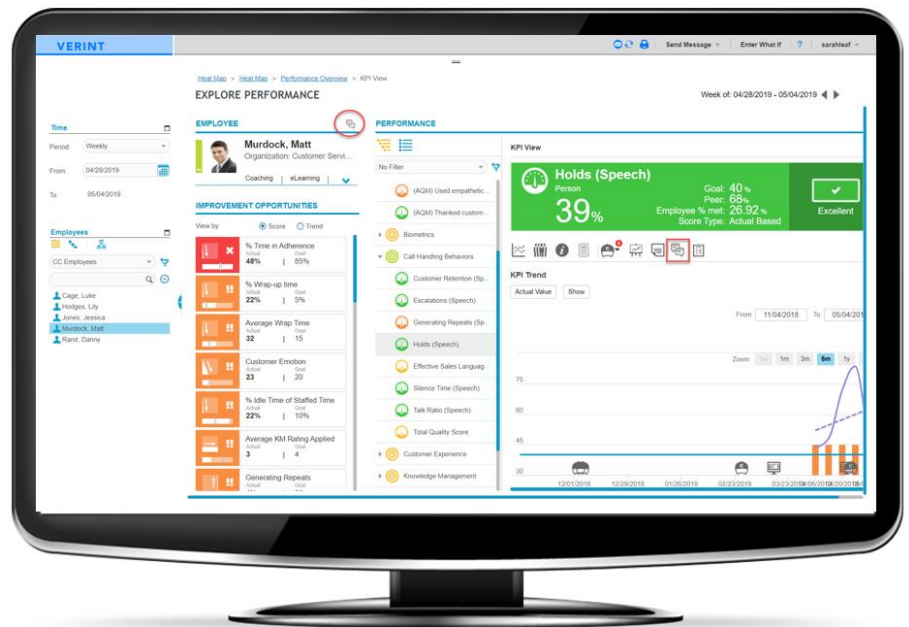 VERINT
Send Message
Enter What If
?
sarahleaf
Heat Map > Heat Map > Performance Overview > KPI View
EXPLORE PERFORMANCE
Week of: 04/28/2019 - 05/04/2019
Time
Period
Weekly
From
04/28/2019
To
05/04/2019
Employees
CC Employees
Cage, Luke
Hodges, Lily
Jones, Jessica
Murdock, Matt
Rand, Danny
EMPLOYEE
Murdock, Matt
Organization: Customer Servi...
Coaching | eLearning |
IMPROVEMENT OPPORTUNITIES
View by
Score
Trend
% Time in Adherence
Actual Goal
48% | 85%
% Wrap-up time
Actual Goal
22% | 5%
Average Wrap Time
Actual Goal
32 | 15
Customer Emotion
Actual Goal
23 | 20
% Idle Time of Staffed Time
Actual Goal
22% | 10%
Average KM Rating Applied
Actual Goal
3 | 4
Generating Repeats
Actual Goal
PERFORMANCE
No Filter
(AQM) Used empathetic...
(AQM) Thanked custom...
Biometrics
Call Handling Behaviors
Customer Retention (Sp...
Escalations (Speech)
Generating Repeats (Sp...
Holds (Speech)
Effective Sales Languag...
Silence Time (Speech)
Talk Ratio (Speech)
Total Quality Score
Customer Experience
Knowledge Management
KPI View
Holds (Speech)
Person
39%
Goal: 40%
Peer: 68%
Employee % met: 26.92%
Score Type: Actual Based
Excellent
KPI Trend
Actual Value
Show
From 11/04/2018 To 05/04/201
Zoom 1w 1m 3m 6m 1y
75
60
45
30
12/01/2018 12/29/2018 01/25/2019 02/23/2019